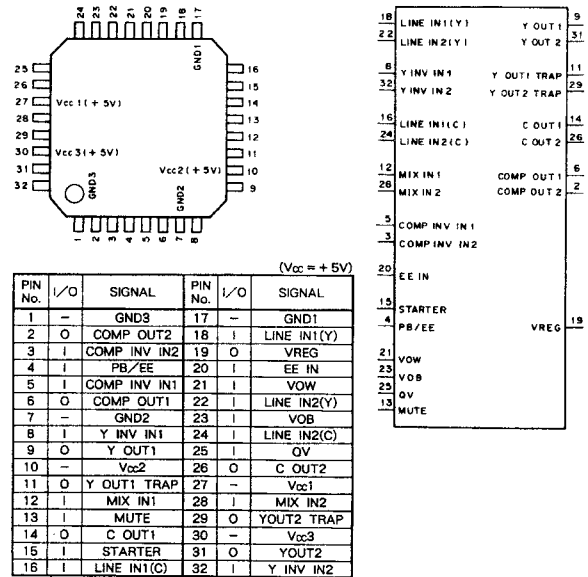 24 23 22 21 20 19 18 17
GND1
25
26
27 Vcc1(+5V)
28
29
30 Vcc3(+5V)
31
32
GND3
16
15
14
13
12
11
Vcc2(+5V) 10
9
GND2
1 2 3 4 5 6 7 8
18 LINE IN1(Y) Y OUT1 9
22 LINE IN2(Y) Y OUT 2 31
8 Y INV IN1 Y OUT1 TRAP 11
32 Y INV IN2 Y OUT2 TRAP 29
16 LINE IN1(C) C OUT1 14
24 LINE IN2(C) C OUT 2 26
12 MIX IN1 COMP OUT1 6
28 MIX IN2 COMP OUT 2 2
5 COMP INV IN1
3 COMP INV IN2
20 EE IN
15 STARTER
4 PB/EE VREG 19
21 VOW
23 VOB
25 QV
13 MUTE
(Vcc = +5V)
PIN No. I/O SIGNAL PIN No. I/O SIGNAL
1 – GND3 17 – GND1
2 O COMP OUT2 18 I LINE IN1(Y)
3 I COMP INV IN2 19 O VREG
4 I PB/EE 20 I EE IN
5 I COMP INV IN1 21 I VOW
6 O COMP OUT1 22 I LINE IN2(Y)
7 – GND2 23 I VOB
8 I Y INV IN1 24 I LINE IN2(C)
9 O Y OUT1 25 I QV
10 – Vcc2 26 O C OUT2
11 O Y OUT1 TRAP 27 – Vcc1
12 I MIX IN1 28 I MIX IN2
13 I MUTE 29 O YOUT2 TRAP
14 O C OUT1 30 – Vcc3
15 I STARTER 31 O YOUT2
16 I LINE IN1(C) 32 I Y INV IN2